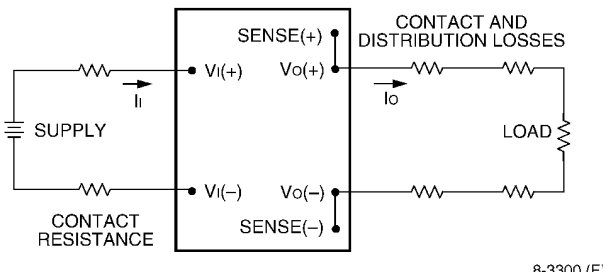 CONTACT AND
DISTRIBUTION LOSSES
SENSE(+)
VI(+)
VO(+)
II
IO
SUPPLY
LOAD
VI(–)
VO(–)
CONTACT
RESISTANCE
SENSE(–)